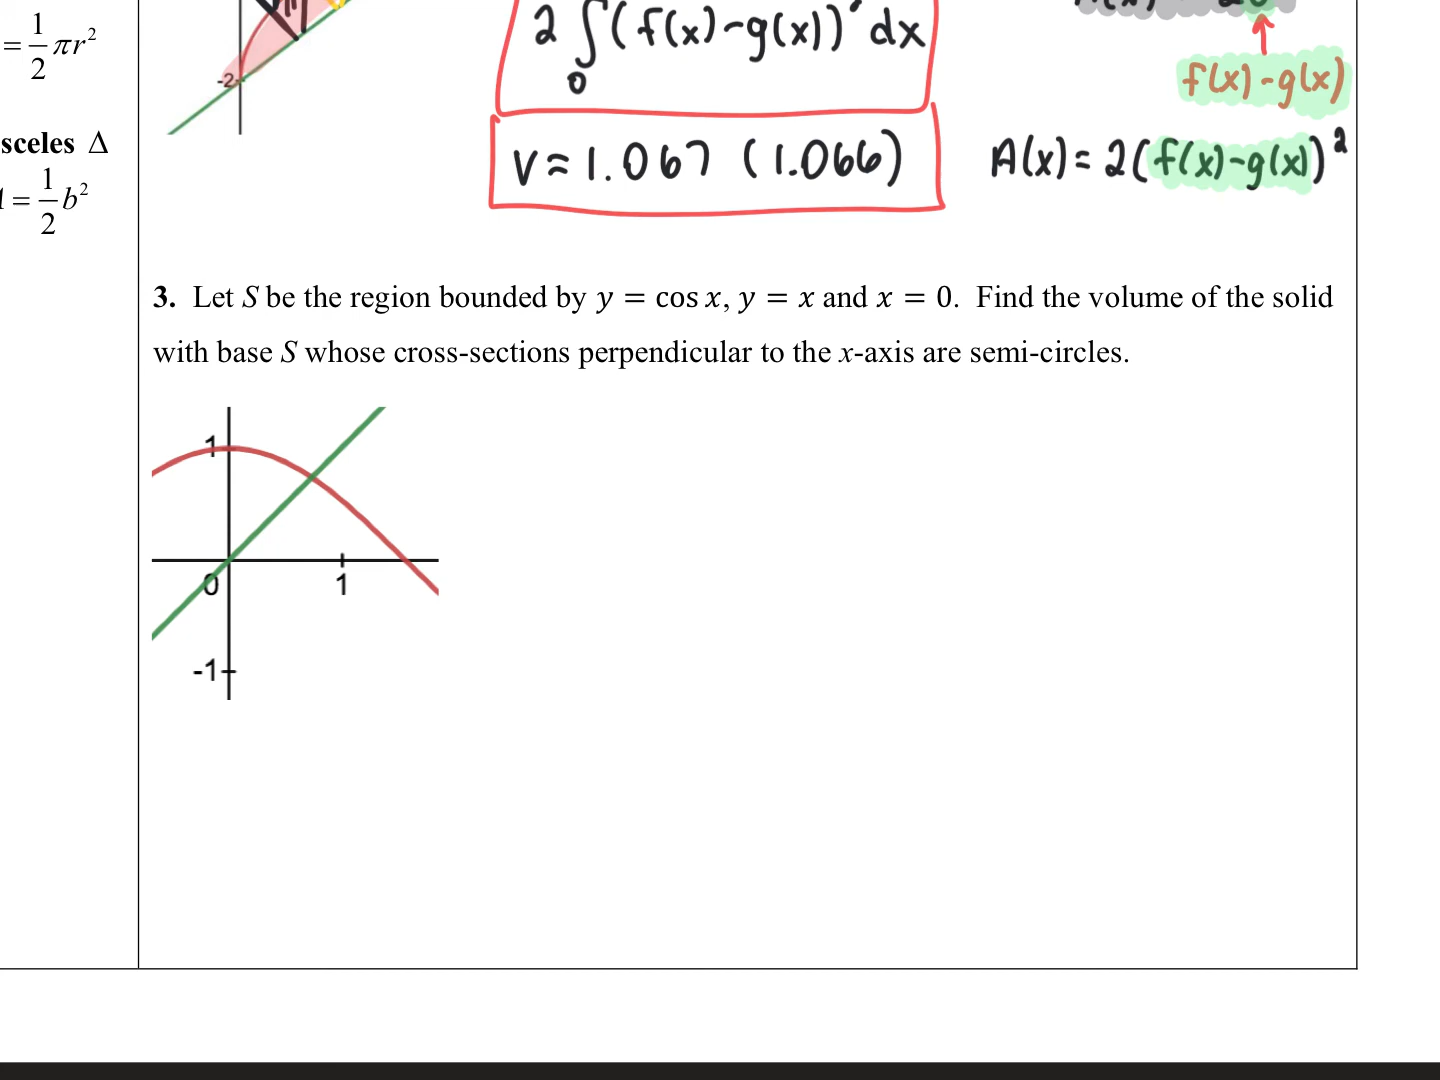 = 1/2 πr²
sceles Δ
= 1/2 b²
-2
2 ∫ (f(x)-g(x))² dx
0
f(x)-g(x)
V ≈ 1.067 (1.066)
A(x) = 2(f(x)-g(x))²
3. Let S be the region bounded by y = cos x, y = x and x = 0. Find the volume of the solid
with base S whose cross-sections perpendicular to the x-axis are semi-circles.
1
0
1
-1